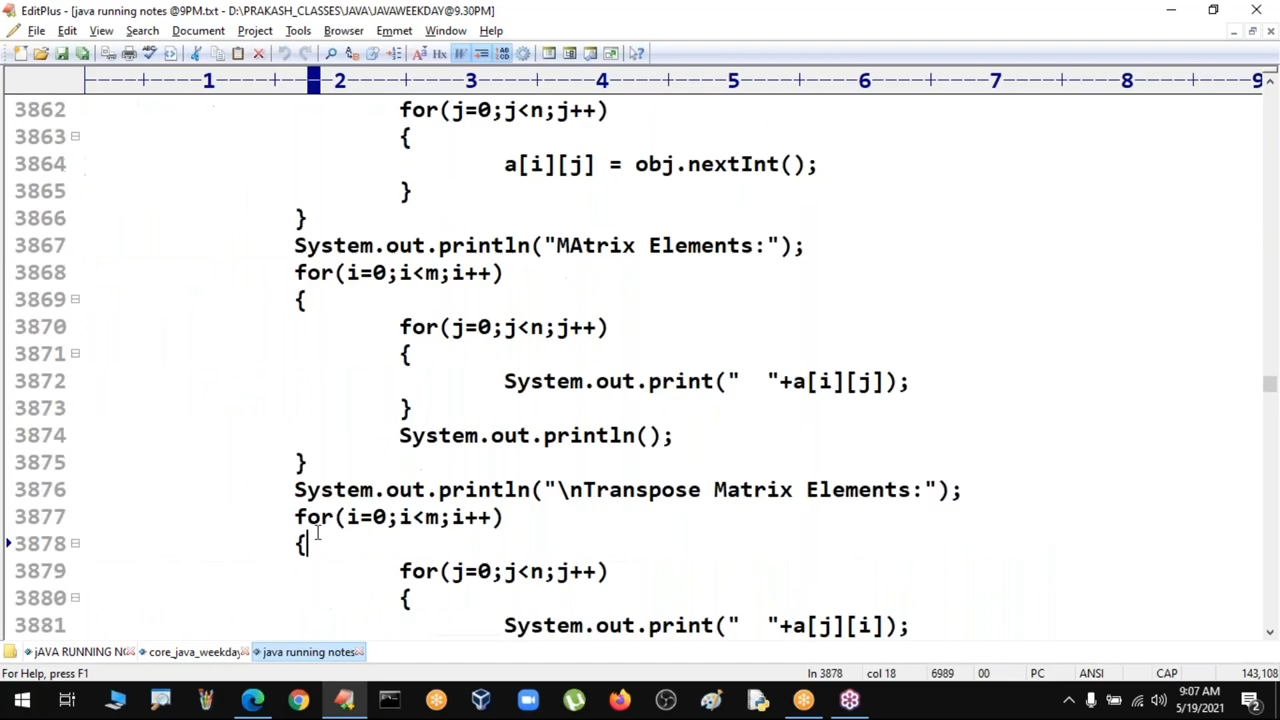 EditPlus - [java running notes @9PM.txt - D:\PRAKASH_CLASSES\JAVA\JAVAWEEKDAY@9.30PM]
File Edit View Search Document Project Tools Browser Emmet Window Help
1 2 3 4 5 6 7 8 9
3862 for(j=0;j<n;j++)
3863 {
3864 a[i][j] = obj.nextInt();
3865 }
3866 }
3867 System.out.println("MAtrix Elements:");
3868 for(i=0;i<m;i++)
3869 {
3870 for(j=0;j<n;j++)
3871 {
3872 System.out.print("  "+a[i][j]);
3873 }
3874 System.out.println();
3875 }
3876 System.out.println("\nTranspose Matrix Elements:");
3877 for(i=0;i<m;i++)
3878 {
3879 for(j=0;j<n;j++)
3880 {
3881 System.out.print("  "+a[j][i]);
jAVA RUNNING core_java_weekday java running notes
For Help, press F1 ln 3878 col 18 6989 00 PC ANSI CAP 143,108
9:07 AM
5/19/2021